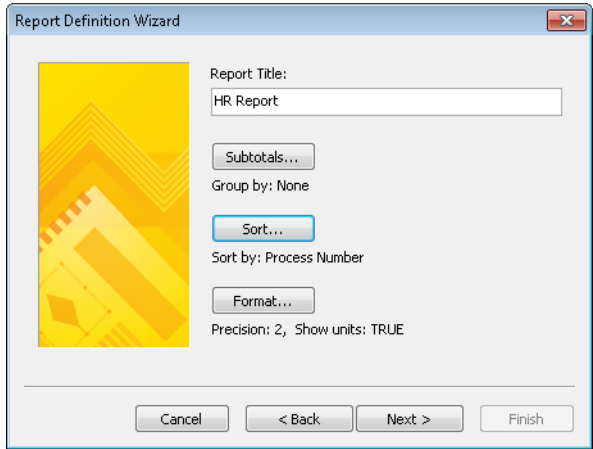 Report Definition Wizard
Report Title:
HR Report
Subtotals...
Group by: None
Sort...
Sort by: Process Number
Format...
Precision: 2, Show units: TRUE
Cancel
< Back
Next >
Finish